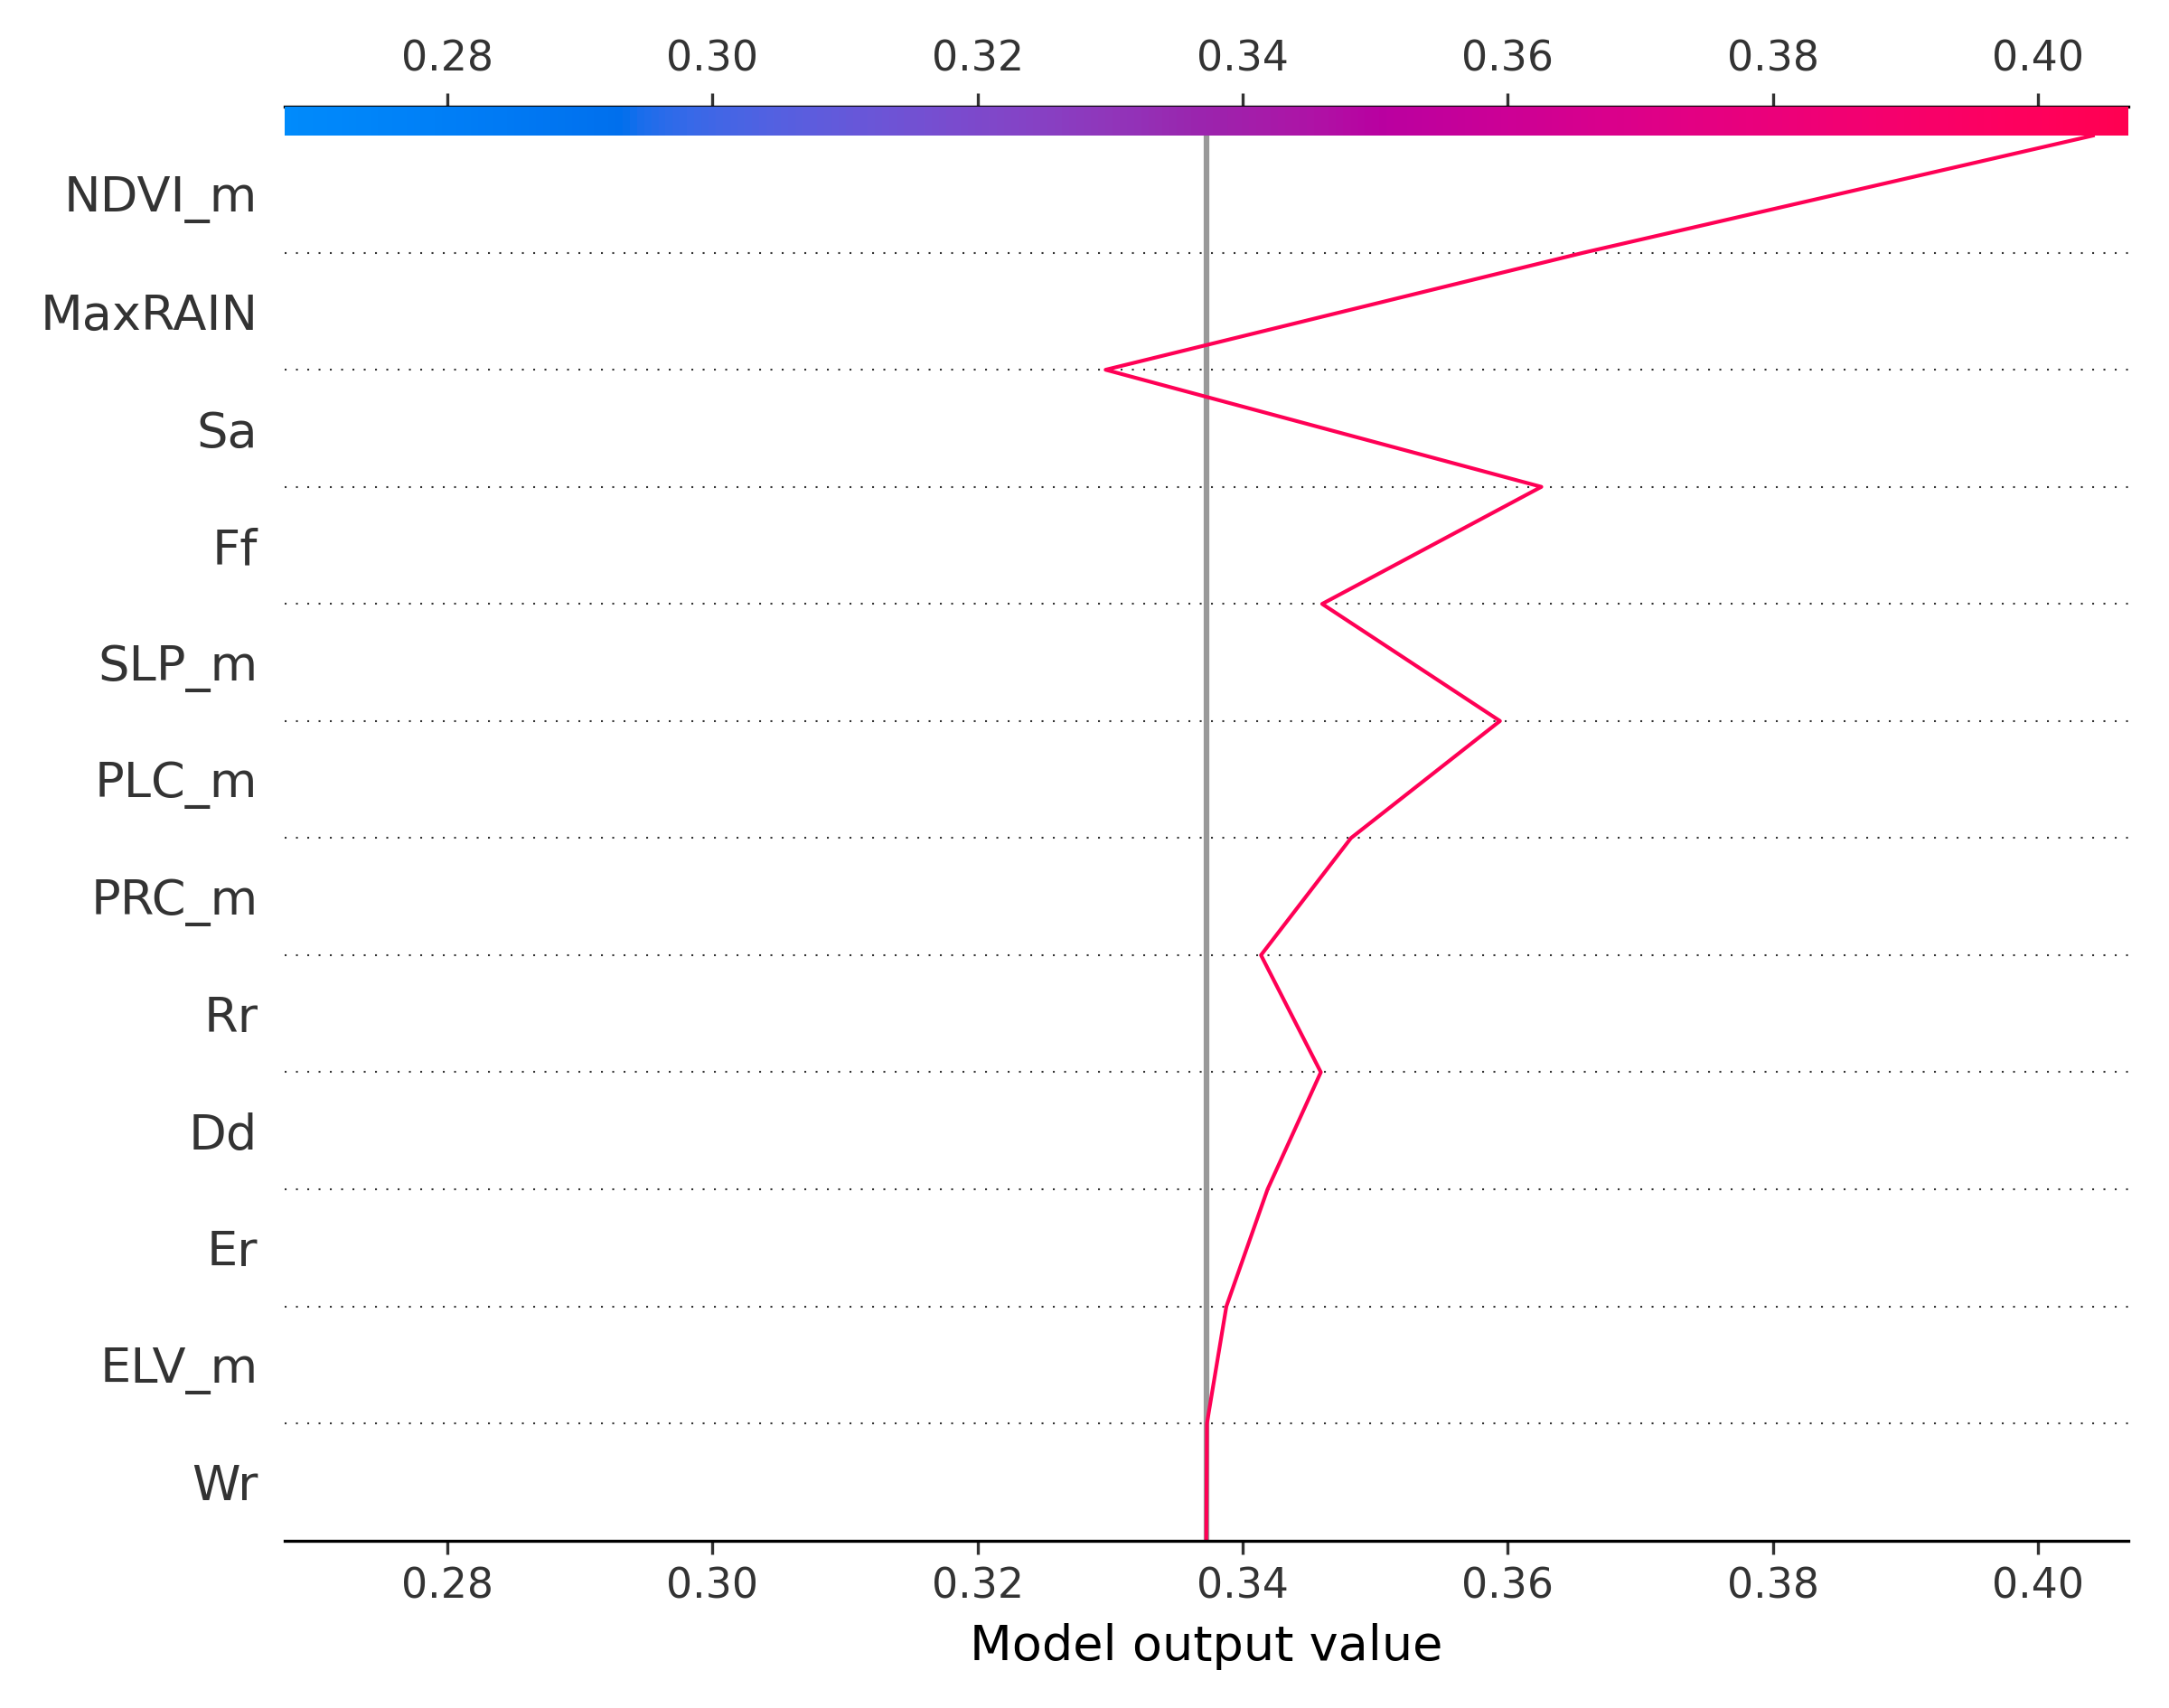 0.28 0.30 0.32 0.34 0.36 0.38 0.40
NDVI_m
MaxRAIN
Sa
Ff
SLP_m
PLC_m
PRC_m
Rr
Dd
Er
ELV_m
Wr
0.28 0.30 0.32 0.34 0.36 0.38 0.40
Model output value